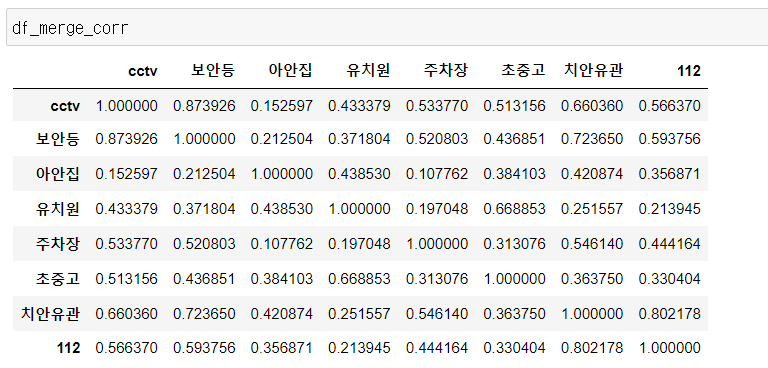 df_merge_corr
cctv 보안등 아안집 유치원 주차장 초중고 치안유관 112
cctv 1.000000 0.873926 0.152597 0.433379 0.533770 0.513156 0.660360 0.566370
보안등 0.873926 1.000000 0.212504 0.371804 0.520803 0.436851 0.723650 0.593756
아안집 0.152597 0.212504 1.000000 0.438530 0.107762 0.384103 0.420874 0.356871
유치원 0.433379 0.371804 0.438530 1.000000 0.197048 0.668853 0.251557 0.213945
주차장 0.533770 0.520803 0.107762 0.197048 1.000000 0.313076 0.546140 0.444164
초중고 0.513156 0.436851 0.384103 0.668853 0.313076 1.000000 0.363750 0.330404
치안유관 0.660360 0.723650 0.420874 0.251557 0.546140 0.363750 1.000000 0.802178
112 0.566370 0.593756 0.356871 0.213945 0.444164 0.330404 0.802178 1.000000